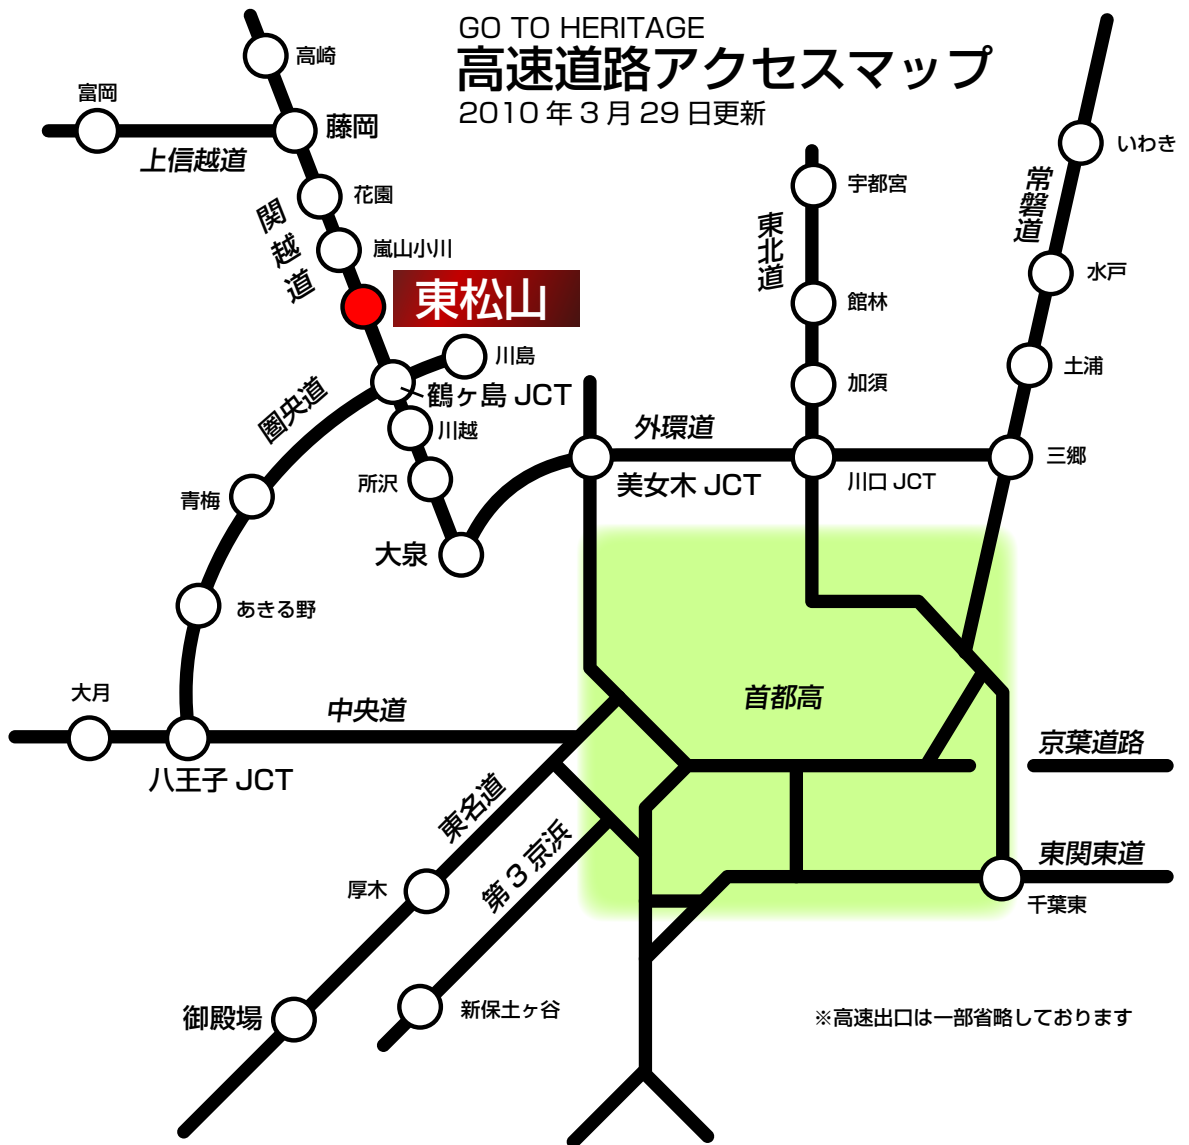 GO TO HERITAGE
高速道路アクセスマップ
2010年3月29日更新
高崎
富岡
藤岡
上信越道
花園
関越道
嵐山小川
東松山
川島
鶴ヶ島 JCT
圏央道
川越
所沢
青梅
大泉
あきる野
大月
八王子 JCT
中央道
いわき
常磐道
宇都宮
東北道
水戸
館林
土浦
加須
外環道
美女木 JCT
川口 JCT
三郷
首都高
京葉道路
東名道
第3京浜
東関東道
厚木
千葉東
御殿場
新保土ヶ谷
※高速出口は一部省略しております